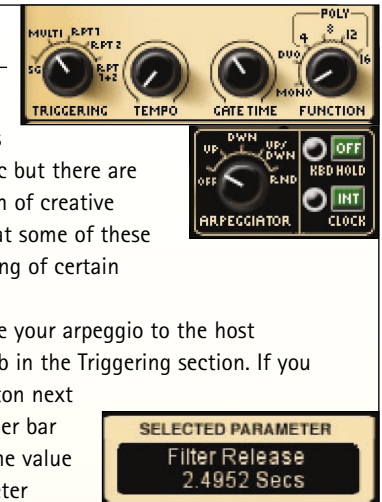 POLY
MULTI RPT1 RPT2 4 8 12
SG RPT 1+2 DUO MONO 16
TRIGGERING TEMPO GATE TIME FUNCTION
c but there are
DWN
UP UP/DWN
OFF RND
OFF
KBD HOLD
n of creative
INT
at some of these
ARPEGGIATOR CLOCK
ng of certain
e your arpeggio to the host
b in the Triggering section. If you
ton next
er bar
SELECTED PARAMETER
ne value
Filter Release
2.4952 Secs
eter